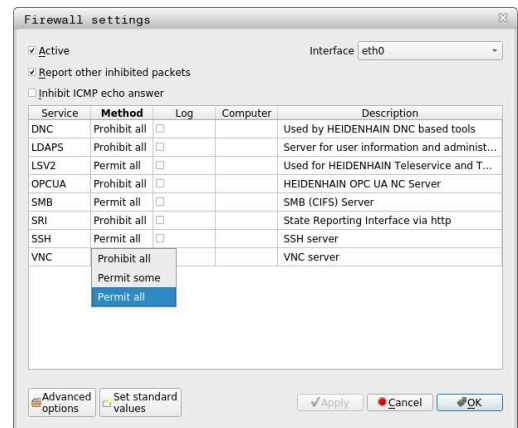 Firewall settings
Active
Interface eth0
Report other inhibited packets
Inhibit ICMP echo answer
Service Method Log Computer Description
DNC Prohibit all Used by HEIDENHAIN DNC based tools
LDAPS Prohibit all Server for user information and administ...
LSV2 Permit all Used for HEIDENHAIN Teleservice and T...
OPCUA Prohibit all HEIDENHAIN OPC UA NC Server
SMB Permit all SMB (CIFS) Server
SRI Prohibit all State Reporting Interface via http
SSH Permit all SSH server
VNC VNC server
Prohibit all
Permit some
Permit all
Advanced options
Set standard values
Apply
Cancel
OK